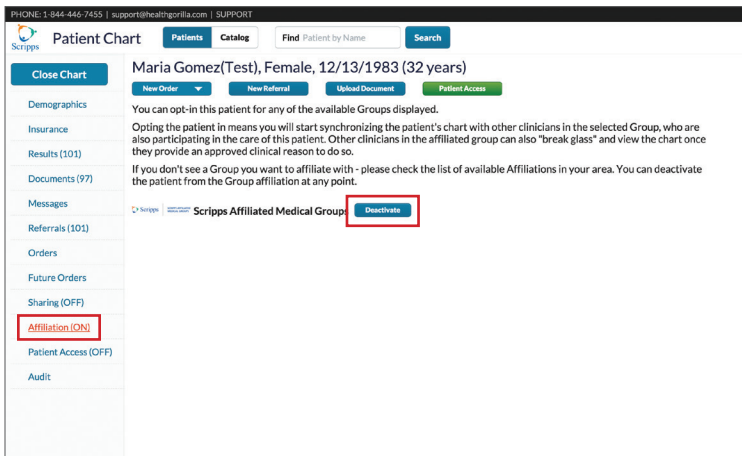 PHONE: 1-844-446-7455 | support@healthgorilla.com | SUPPORT
Scripps
Patient Chart
Patients
Catalog
Find Patient by Name
Search
Close Chart
Demographics
Insurance
Results (101)
Documents (97)
Messages
Referrals (101)
Orders
Future Orders
Sharing (OFF)
Affiliation (ON)
Patient Access (OFF)
Audit
Maria Gomez(Test), Female, 12/13/1983 (32 years)
New Order
New Referral
Upload Document
Patient Access
You can opt-in this patient for any of the available Groups displayed.
Opting the patient in means you will start synchronizing the patient's chart with other clinicians in the selected Group, who are
also participating in the care of this patient. Other clinicians in the affiliated group can also "break glass" and view the chart once
they provide an approved clinical reason to do so.
If you don't see a Group you want to affiliate with - please check the list of available Affiliations in your area. You can deactivate
the patient from the Group affiliation at any point.
Scripps
Scripps Affiliated Medical Groups
Deactivate